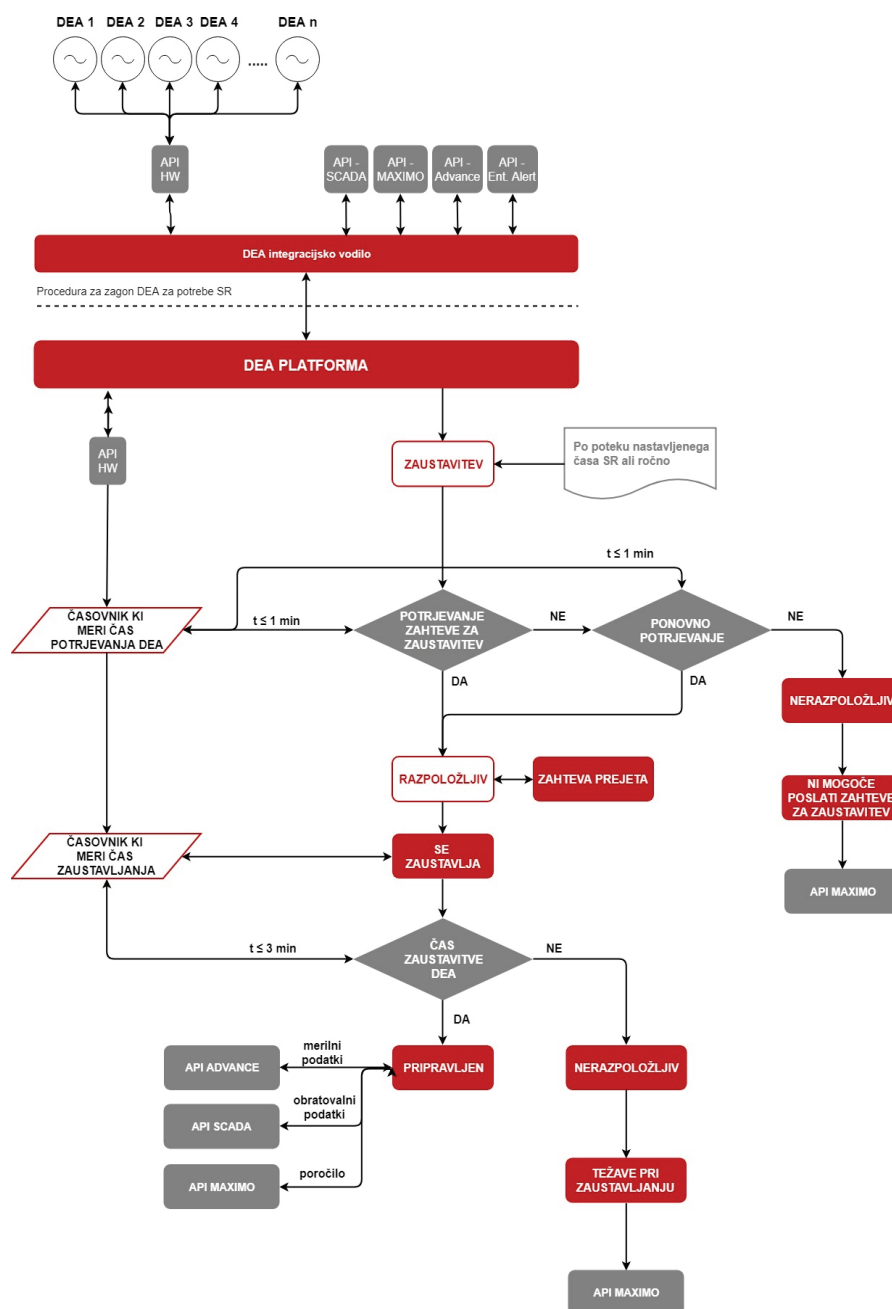 DEA 1
DEA 2
DEA 3
DEA 4
DEA n
.....
API
HW
API -
SCADA
API -
MAXIMO
API -
Advance
API -
Ent. Alert
DEA integracijsko vodilo
Procedura za zagon DEA za potrebe SR
DEA PLATFORMA
API
HW
ZAUSTAVITEV
Po poteku nastavljenega
časa SR ali ročno
t ≤ 1 min
ČASOVNIK KI
MERI ČAS
POTRJEVANJA DEA
t ≤ 1 min
POTRJEVANJE
ZAHTEVE ZA
ZAUSTAVITEV
NE
PONOVNO
POTRJEVANJE
NE
DA
DA
NERAZPOLOŽLJIV
RAZPOLOŽLJIV
ZAHTEVA PREJETA
NI MOGOČE
POSLATI ZAHTEVE
ZA ZAUSTAVITEV
ČASOVNIK KI
MERI ČAS
ZAUSTAVLJANJA
SE
ZAUSTAVLJA
API MAXIMO
t ≤ 3 min
ČAS
ZAUSTAVITVE
DEA
NE
DA
API ADVANCE
merilni
podatki
PRIPRAVLJEN
NERAZPOLOŽLJIV
API SCADA
obratovalni
podatki
API MAXIMO
poročilo
TEŽAVE PRI
ZAUSTAVLJANJU
API MAXIMO